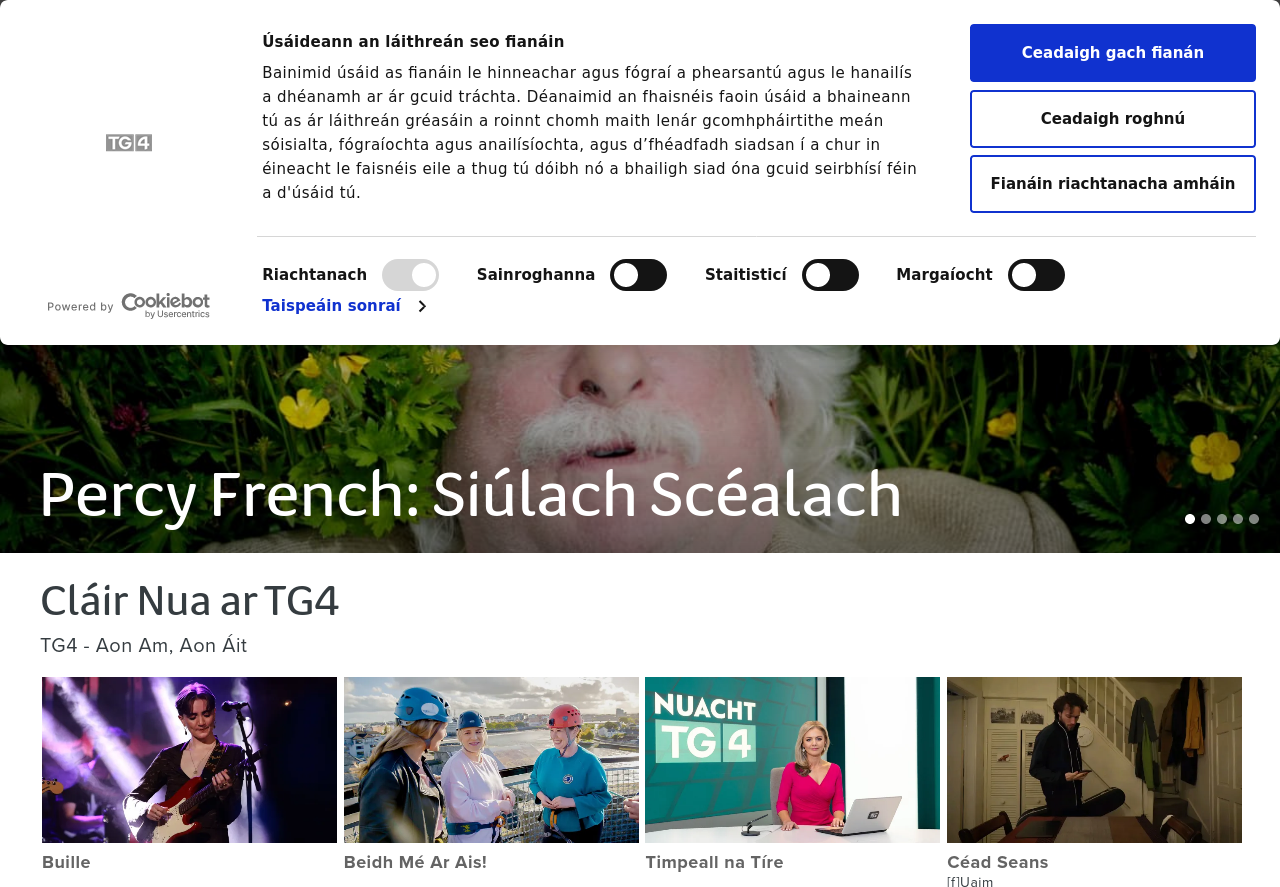 TG4
Úsáideann an láithreán seo fianáin
Bainimid úsáid as fianáin le hinneachar agus fógraí a phearsantú agus le hanailís
a dhéanamh ar ár gcuid tráchta. Déanaimid an fhaisnéis faoin úsáid a bhaineann
tú as ár láithreán gréasáin a roinnt chomh maith lenár gcomhpháirtithe meán
sóisialta, fógraíochta agus anailísíochta, agus d’fhéadfadh siadsan í a chur in
éineacht le faisnéis eile a thug tú dóibh nó a bhailigh siad óna gcuid seirbhísí féin
a d'úsáid tú.
Ceadaigh gach fianán
Ceadaigh roghnú
Fianáin riachtanacha amháin
Riachtanach Sainroghanna Staitisticí Margaíocht
Taispeáin sonraí
Powered by Cookiebot
by Usercentrics
Percy French: Siúlach Scéalach
Cláir Nua ar TG4
TG4 - Aon Am, Aon Áit
NUACHT
TG4
Buille
Beidh Mé Ar Ais!
Timpeall na Tíre
Céad Seans
[f]Uaim